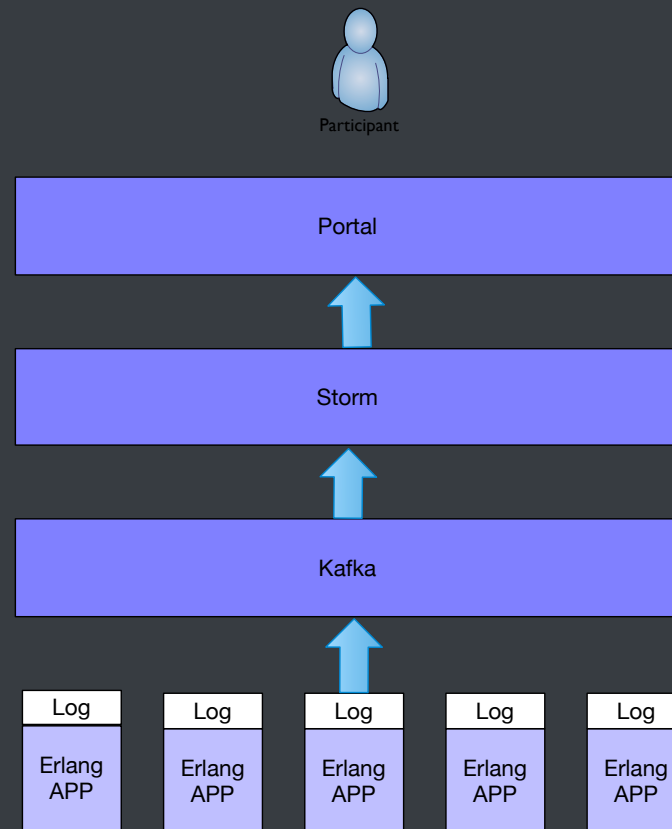 Participant
Portal
Storm
Kafka
Log
Log
Log
Log
Log
Erlang
APP
Erlang
APP
Erlang
APP
Erlang
APP
Erlang
APP